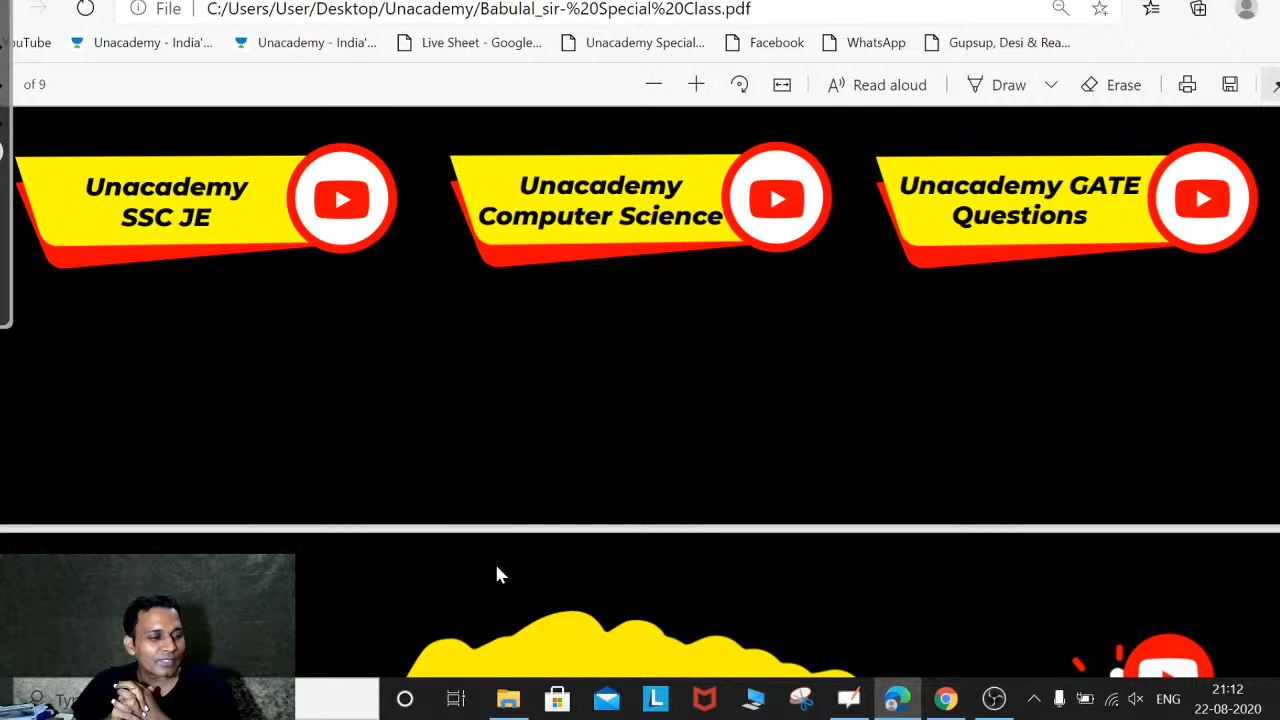 File C:/Users/User/Desktop/Unacademy/Babulal_sir-%20Special%20Class.pdf
YouTube Unacademy - India'... Unacademy - India'... Live Sheet - Google... Unacademy Special... Facebook WhatsApp Gupsup, Desi & Rea...
of 9 Read aloud Draw Erase
Unacademy
SSC JE
Unacademy
Computer Science
Unacademy GATE
Questions
Ty
L
ENG
21:12
22-08-2020